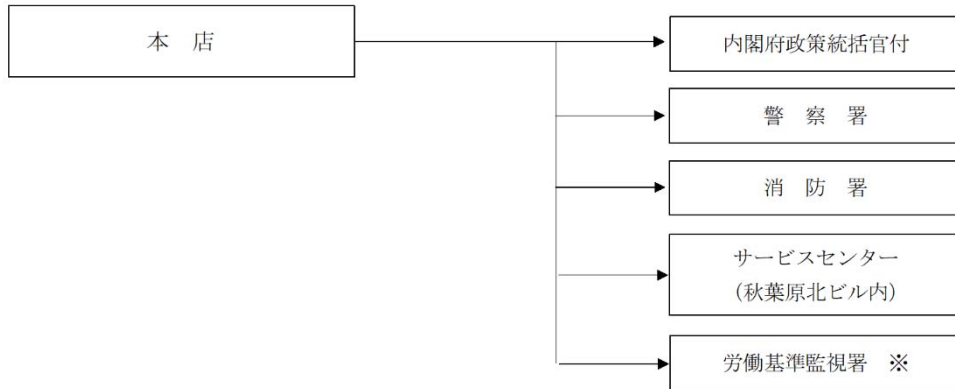 本　店
内閣府政策統括官付
警　察　署
消　防　署
サービスセンター
（秋葉原北ビル内）
労働基準監視署　※